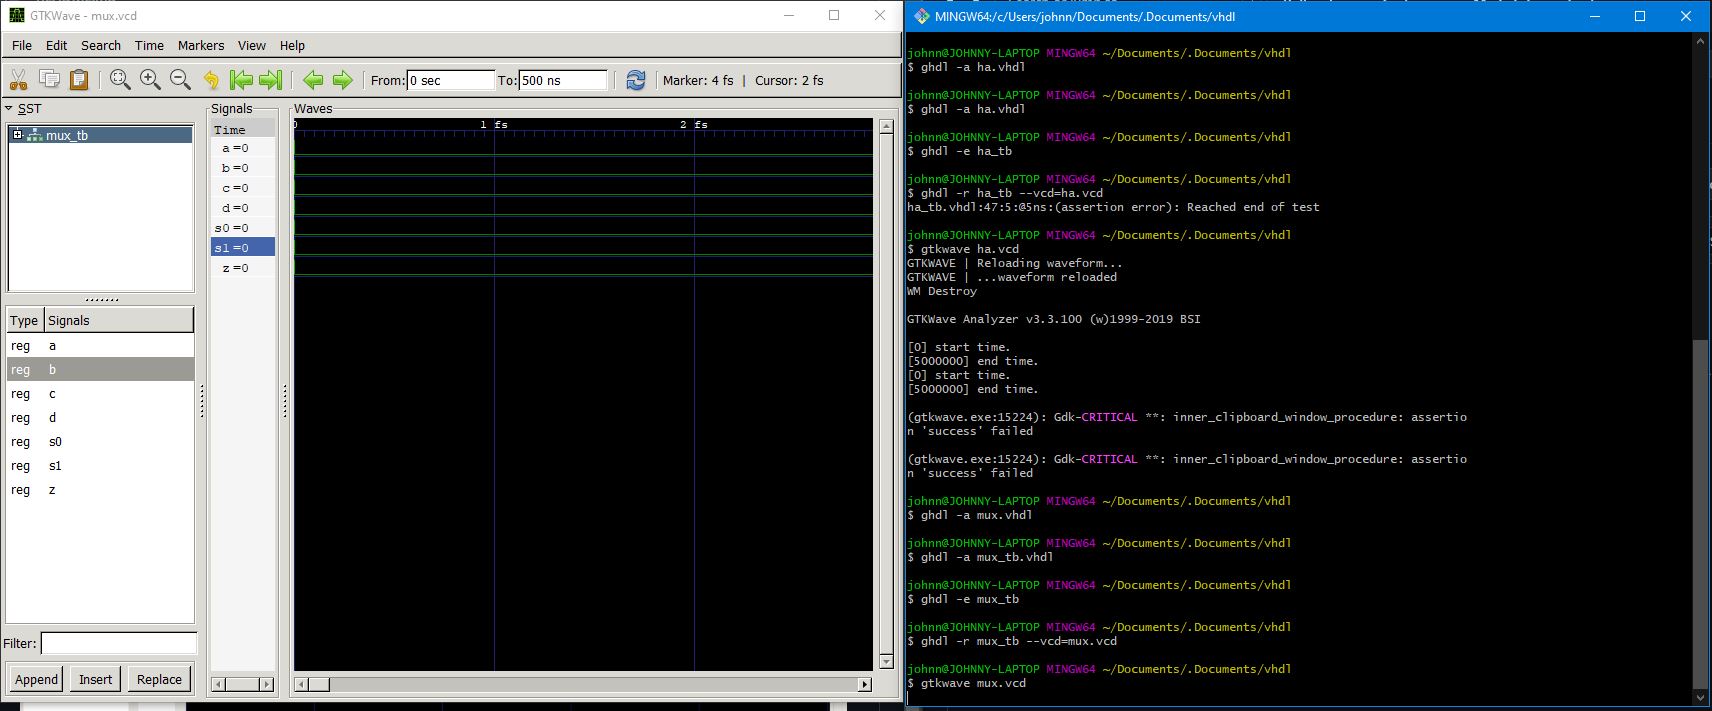 GTKWave - mux.vcd
File Edit Search Time Markers View Help
From: 0 sec To: 500 ns Marker: 4 fs | Cursor: 2 fs
SST
mux_tb
Type Signals
reg a
reg b
reg c
reg d
reg s0
reg s1
reg z
Filter:
Append Insert Replace
Signals
Time
a=0
b=0
c=0
d=0
s0=0
s1=0
z=0
Waves
0 1 fs 2 fs
MINGW64:/c/Users/johnn/Documents/.Documents/vhdl
johnn@JOHNNY-LAPTOP MINGW64 ~/Documents/.Documents/vhdl
$ ghdl -a ha.vhdl
johnn@JOHNNY-LAPTOP MINGW64 ~/Documents/.Documents/vhdl
$ ghdl -a ha.vhdl
johnn@JOHNNY-LAPTOP MINGW64 ~/Documents/.Documents/vhdl
$ ghdl -e ha_tb
johnn@JOHNNY-LAPTOP MINGW64 ~/Documents/.Documents/vhdl
$ ghdl -r ha_tb --vcd=ha.vcd
ha_tb.vhdl:47:5:@5ns:(assertion error): Reached end of test
johnn@JOHNNY-LAPTOP MINGW64 ~/Documents/.Documents/vhdl
$ gtkwave ha.vcd
GTKWAVE | Reloading waveform...
GTKWAVE | ...waveform reloaded
WM Destroy
GTKWave Analyzer v3.3.100 (w)1999-2019 BSI
[0] start time.
[5000000] end time.
[0] start time.
[5000000] end time.
(gtkwave.exe:15224): Gdk-CRITICAL **: inner_clipboard_window_procedure: assertio
n 'success' failed
(gtkwave.exe:15224): Gdk-CRITICAL **: inner_clipboard_window_procedure: assertio
n 'success' failed
johnn@JOHNNY-LAPTOP MINGW64 ~/Documents/.Documents/vhdl
$ ghdl -a mux.vhdl
johnn@JOHNNY-LAPTOP MINGW64 ~/Documents/.Documents/vhdl
$ ghdl -a mux_tb.vhdl
johnn@JOHNNY-LAPTOP MINGW64 ~/Documents/.Documents/vhdl
$ ghdl -e mux_tb
johnn@JOHNNY-LAPTOP MINGW64 ~/Documents/.Documents/vhdl
$ ghdl -r mux_tb --vcd=mux.vcd
johnn@JOHNNY-LAPTOP MINGW64 ~/Documents/.Documents/vhdl
$ gtkwave mux.vcd